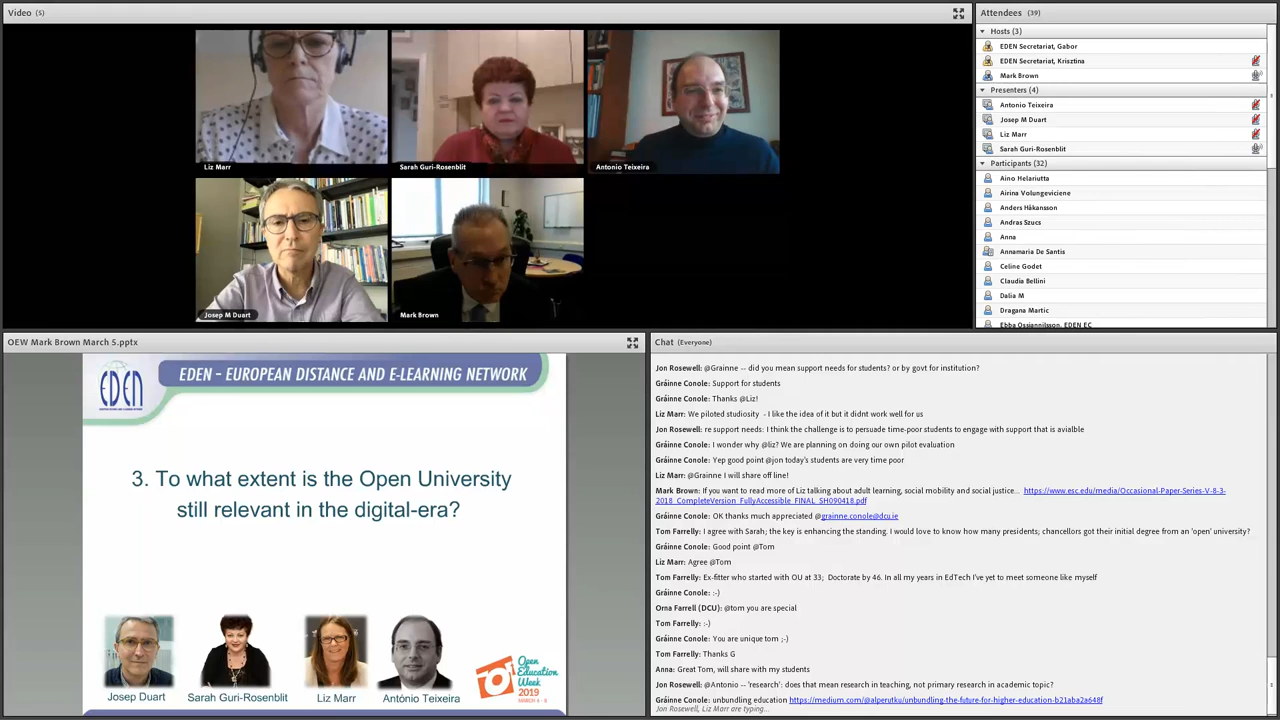 Video (5)
Liz Marr
Sarah Guri-Rosenblit
Antonio Teixeira
Josep M Duart
Mark Brown
Attendees (39)
Hosts (3)
EDEN Secretariat, Gabor
EDEN Secretariat, Krisztina
Mark Brown
Presenters (4)
Antonio Teixeira
Josep M Duart
Liz Marr
Sarah Guri-Rosenblit
Participants (32)
Aino Helariutta
Airina Volungeviciene
Anders Håkansson
Andras Szucs
Anna
Annamaria De Santis
Celine Godet
Claudia Bellini
Dalia M
Dragana Martic
Ebba Ossiannilsson, EDEN EC
OEW Mark Brown March 5.pptx
EDEN
EDEN - EUROPEAN DISTANCE AND E-LEARNING NETWORK
3. To what extent is the Open University
still relevant in the digital-era?
Josep Duart
Sarah Guri-Rosenblit
Liz Marr
António Teixeira
Open
Education
Week
2019
MARCH 4 - 8
Chat (Everyone)
Jon Rosewell: @Grainne -- did you mean support needs for students? or by govt for institution?
Gráinne Conole: Support for students
Gráinne Conole: Thanks @Liz!
Liz Marr: We piloted studiosity - I like the idea of it but it didnt work well for us
Jon Rosewell: re support needs: I think the challenge is to persuade time-poor students to engage with support that is avialble
Gráinne Conole: I wonder why @liz? We are planning on doing our own pilot evaluation
Gráinne Conole: Yep good point @jon today's students are very time poor
Liz Marr: @Grainne I will share off line!
Mark Brown: If you want to read more of Liz talking about adult learning, social mobility and social justice... https://www.esc.edu/media/Occasional-Paper-Series-V-8-3-
2018_CompleteVersion_FullyAccessible_FINAL_SH090418.pdf
Gráinne Conole: OK thanks much appreciated @grainne.conole@dcu.ie
Tom Farrelly: I agree with Sarah; the key is enhancing the standing. I would love to know how many presidents; chancellors got their initial degree from an 'open' university?
Gráinne Conole: Good point @Tom
Liz Marr: Agree @Tom
Tom Farrelly: Ex-fitter who started with OU at 33; Doctorate by 46. In all my years in EdTech I've yet to meet someone like myself
Gráinne Conole: :-)
Orna Farrell (DCU): @tom you are special
Tom Farrelly: :-)
Gráinne Conole: You are unique tom ;-)
Tom Farrelly: Thanks G
Anna: Great Tom, will share with my students
Jon Rosewell: @Antonio -- 'research': does that mean research in teaching, not primary research in academic topic?
Gráinne Conole: unbundling education https://medium.com/@alperutku/unbundling-the-future-for-higher-education-b21aba2a648f
Jon Rosewell, Liz Marr are typing...